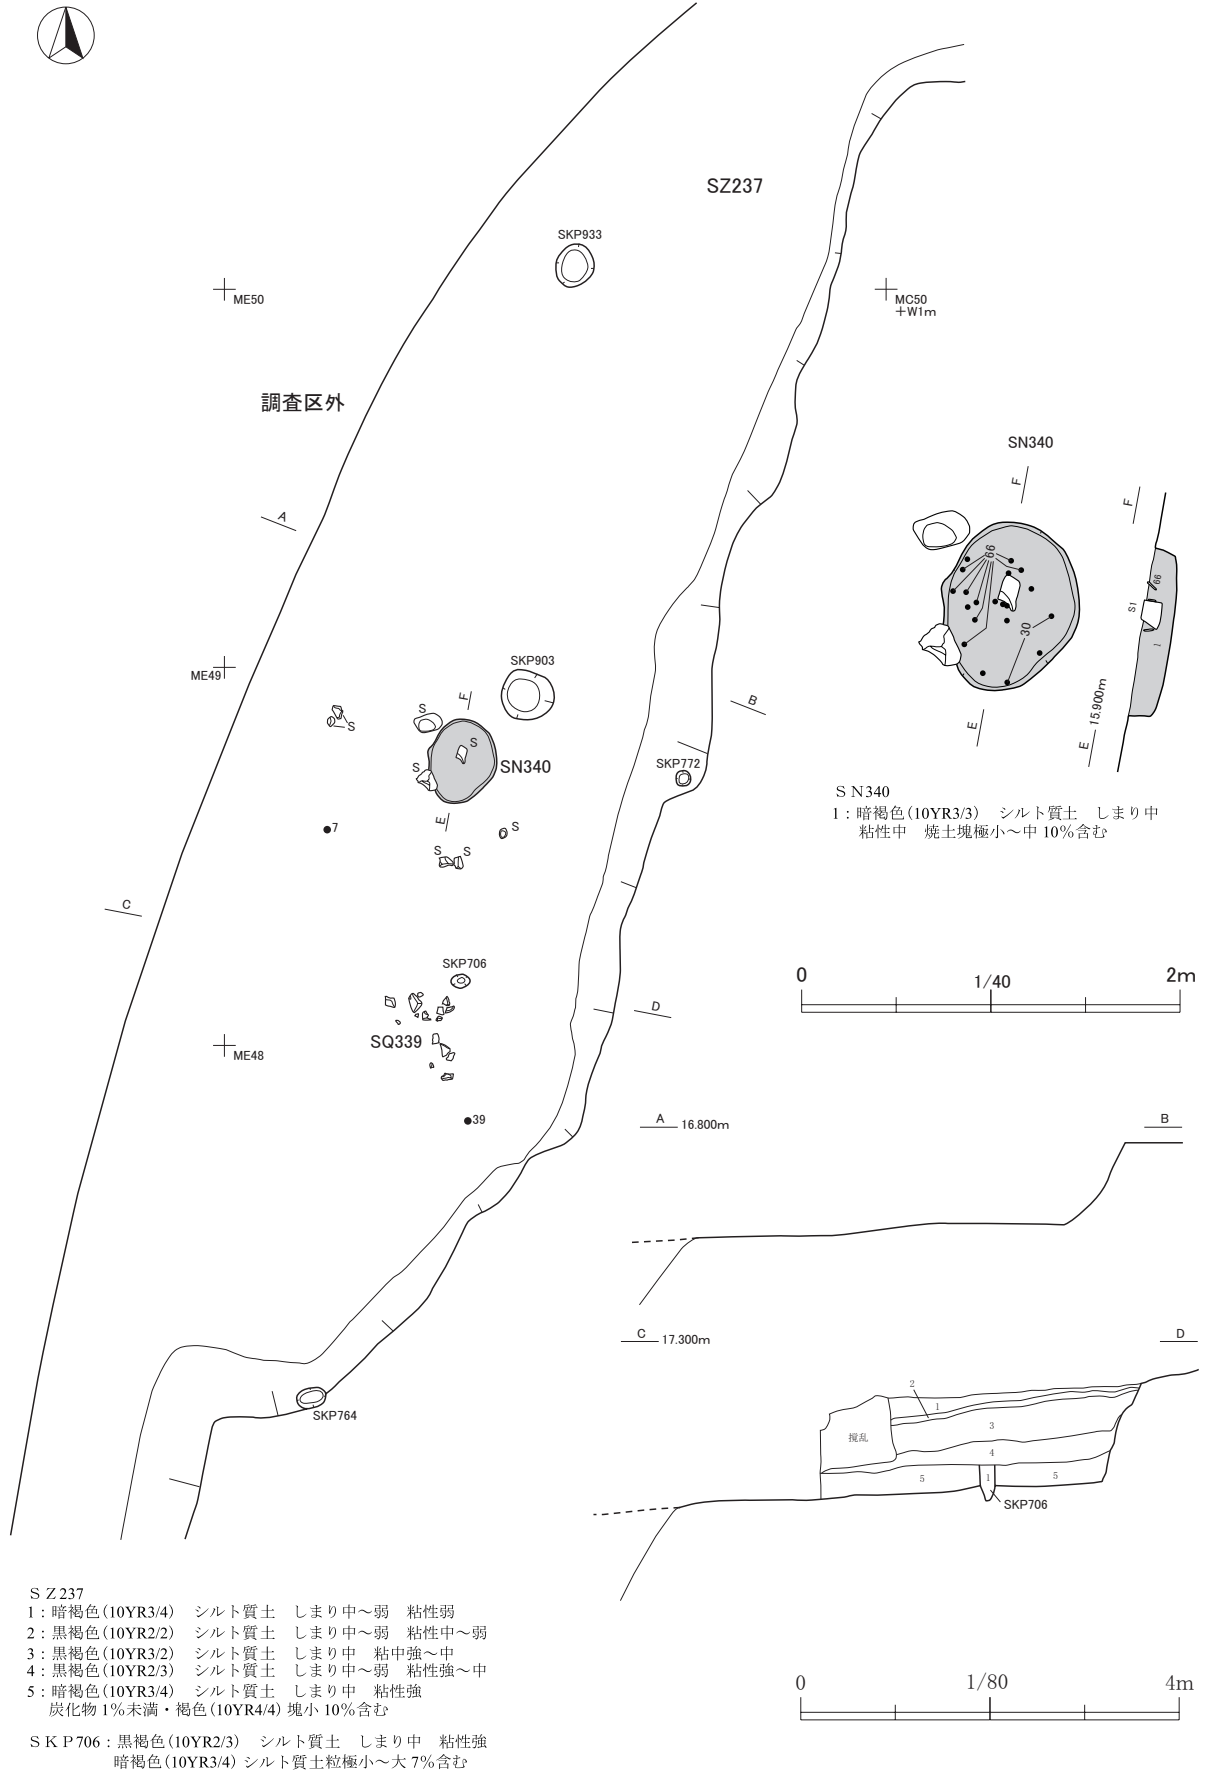 SZ237
SKP933
ME50
MC50
+W1m
調査区外
SN340
F
F
A
66
66
S1
30
1
SKP903
ME49
F
B
S
S
S
S
SN340
E
E
15.900m
SKP772
SN340
1：暗褐色(10YR3/3)　シルト質土　しまり中
粘性中　焼土塊極小～中10%含む
7
E
S
S
S
C
SKP706
0
1/40
2m
D
SQ339
ME48
39
A
16.800m
B
C
17.300m
D
2
1
3
撹乱
4
5
1
5
SKP706
SKP764
SZ237
1：暗褐色(10YR3/4)　シルト質土　しまり中～弱　粘性弱
2：黒褐色(10YR2/2)　シルト質土　しまり中～弱　粘性中～弱
3：黒褐色(10YR3/2)　シルト質土　しまり中　粘中強～中
4：黒褐色(10YR2/3)　シルト質土　しまり中～弱　粘性強～中
5：暗褐色(10YR3/4)　シルト質土　しまり中　粘性強
炭化物1%未満・褐色(10YR4/4)塊小10%含む
0
1/80
4m
SKP706：黒褐色(10YR2/3)　シルト質土　しまり中　粘性強
暗褐色(10YR3/4)シルト質土粒極小～大7%含む